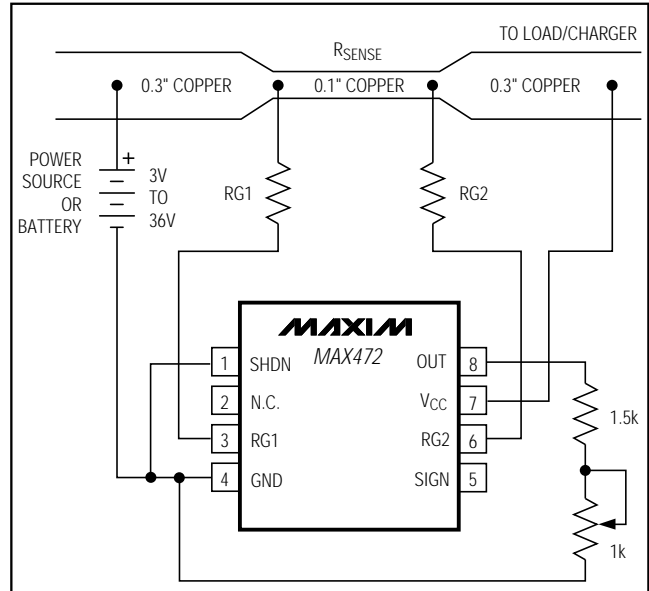 TO LOAD/CHARGER
RSENSE
0.3" COPPER
0.1" COPPER
0.3" COPPER
POWER
SOURCE
OR
BATTERY
+
3V
TO
36V
RG1
RG2
MAXIM
MAX472
1 SHDN
2 N.C.
3 RG1
4 GND
OUT 8
VCC 7
RG2 6
SIGN 5
1.5k
1k